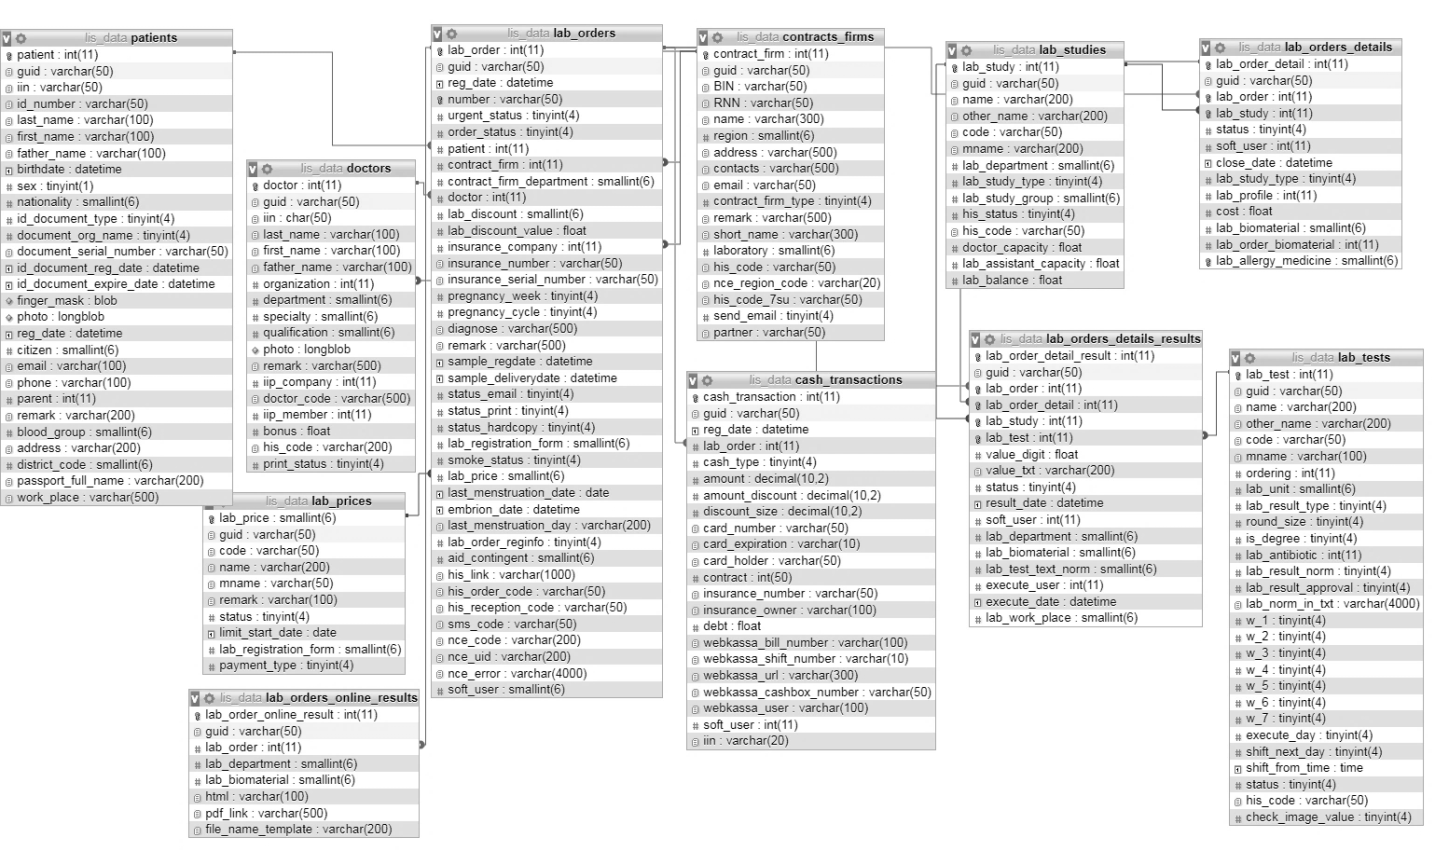 lis_data patients
patient : int(11)
guid : varchar(50)
iin : varchar(50)
id_number : varchar(50)
last_name : varchar(100)
first_name : varchar(100)
father_name : varchar(100)
birthdate : datetime
sex : tinyint(1)
nationality : smallint(6)
id_document_type : tinyint(4)
document_org_name : tinyint(4)
document_serial_number : varchar(50)
id_document_reg_date : datetime
id_document_expire_date : datetime
finger_mask : blob
photo : longblob
reg_date : datetime
citizen : smallint(6)
email : varchar(100)
phone : varchar(100)
parent : int(11)
remark : varchar(200)
blood_group : smallint(6)
address : varchar(200)
district_code : smallint(6)
passport_full_name : varchar(200)
work_place : varchar(500)
lis_data doctors
doctor : int(11)
guid : varchar(50)
iin : char(50)
last_name : varchar(100)
first_name : varchar(100)
father_name : varchar(100)
organization : int(11)
department : smallint(6)
specialty : smallint(6)
qualification : smallint(6)
photo : longblob
remark : varchar(500)
iip_company : int(11)
doctor_code : varchar(500)
iip_member : int(11)
bonus : float
his_code : varchar(200)
print_status : tinyint(4)
lis_data lab_prices
lab_price : smallint(6)
guid : varchar(50)
code : varchar(50)
name : varchar(200)
mname : varchar(50)
remark : varchar(100)
status : tinyint(4)
limit_start_date : date
lab_registration_form : smallint(6)
payment_type : tinyint(4)
lis_data lab_orders_online_results
lab_order_online_result : int(11)
guid : varchar(50)
lab_order : int(11)
lab_department : smallint(6)
lab_biomaterial : smallint(6)
html : varchar(100)
pdf_link : varchar(500)
file_name_template : varchar(200)
lis_data lab_orders
lab_order : int(11)
guid : varchar(50)
reg_date : datetime
number : varchar(50)
urgent_status : tinyint(4)
order_status : tinyint(4)
patient : int(11)
contract_firm : int(11)
contract_firm_department : smallint(6)
doctor : int(11)
lab_discount : smallint(6)
lab_discount_value : float
insurance_company : int(11)
insurance_number : varchar(50)
insurance_serial_number : varchar(50)
pregnancy_week : tinyint(4)
pregnancy_cycle : tinyint(4)
diagnose : varchar(500)
remark : varchar(500)
sample_regdate : datetime
sample_deliverydate : datetime
status_email : tinyint(4)
status_print : tinyint(4)
status_hardcopy : tinyint(4)
lab_registration_form : smallint(6)
smoke_status : tinyint(4)
lab_price : smallint(6)
last_menstruation_date : date
embrion_date : datetime
last_menstruation_day : varchar(200)
lab_order_reginfo : tinyint(4)
aid_contingent : smallint(6)
his_link : varchar(1000)
his_order_code : varchar(50)
his_reception_code : varchar(50)
sms_code : varchar(50)
nce_code : varchar(200)
nce_uid : varchar(200)
nce_error : varchar(4000)
soft_user : smallint(6)
lis_data contracts_firms
contract_firm : int(11)
guid : varchar(50)
BIN : varchar(50)
RNN : varchar(50)
name : varchar(300)
region : smallint(6)
address : varchar(500)
contacts : varchar(500)
email : varchar(50)
contract_firm_type : tinyint(4)
remark : varchar(500)
short_name : varchar(300)
laboratory : smallint(6)
his_code : varchar(50)
nce_region_code : varchar(20)
his_code_7su : varchar(50)
send_email : tinyint(4)
partner : varchar(50)
lis_data cash_transactions
cash_transaction : int(11)
guid : varchar(50)
reg_date : datetime
lab_order : int(11)
cash_type : tinyint(4)
amount : decimal(10,2)
amount_discount : decimal(10,2)
discount_size : decimal(10,2)
card_number : varchar(50)
card_expiration : varchar(10)
card_holder : varchar(50)
contract : int(50)
insurance_number : varchar(50)
insurance_owner : varchar(100)
debt : float
webkassa_bill_number : varchar(100)
webkassa_shift_number : varchar(10)
webkassa_url : varchar(300)
webkassa_cashbox_number : varchar(50)
webkassa_user : varchar(100)
soft_user : int(11)
iin : varchar(20)
lis_data lab_studies
lab_study : int(11)
guid : varchar(50)
name : varchar(200)
other_name : varchar(200)
code : varchar(50)
mname : varchar(200)
lab_department : smallint(6)
lab_study_type : tinyint(4)
lab_study_group : smallint(6)
his_status : tinyint(4)
his_code : varchar(50)
doctor_capacity : float
lab_assistant_capacity : float
lab_balance : float
lis_data lab_orders_details
lab_order_detail : int(11)
guid : varchar(50)
lab_order : int(11)
lab_study : int(11)
status : tinyint(4)
soft_user : int(11)
close_date : datetime
lab_study_type : tinyint(4)
lab_profile : int(11)
cost : float
lab_biomaterial : smallint(6)
lab_order_biomaterial : int(11)
lab_allergy_medicine : smallint(6)
lis_data lab_orders_details_results
lab_order_detail_result : int(11)
guid : varchar(50)
lab_order : int(11)
lab_order_detail : int(11)
lab_study : int(11)
lab_test : int(11)
value_digit : float
value_txt : varchar(200)
status : tinyint(4)
result_date : datetime
soft_user : int(11)
lab_department : smallint(6)
lab_biomaterial : smallint(6)
lab_test_text_norm : smallint(6)
execute_user : int(11)
execute_date : datetime
lab_work_place : smallint(6)
lis_data lab_tests
lab_test : int(11)
guid : varchar(50)
name : varchar(200)
other_name : varchar(200)
code : varchar(50)
mname : varchar(100)
ordering : int(11)
lab_unit : smallint(6)
lab_result_type : tinyint(4)
round_size : tinyint(4)
is_degree : tinyint(4)
lab_antibiotic : int(11)
lab_result_norm : tinyint(4)
lab_result_approval : tinyint(4)
lab_norm_in_txt : varchar(4000)
w_1 : tinyint(4)
w_2 : tinyint(4)
w_3 : tinyint(4)
w_4 : tinyint(4)
w_5 : tinyint(4)
w_6 : tinyint(4)
w_7 : tinyint(4)
execute_day : tinyint(4)
shift_next_day : tinyint(4)
shift_from_time : time
status : tinyint(4)
his_code : varchar(50)
check_image_value : tinyint(4)